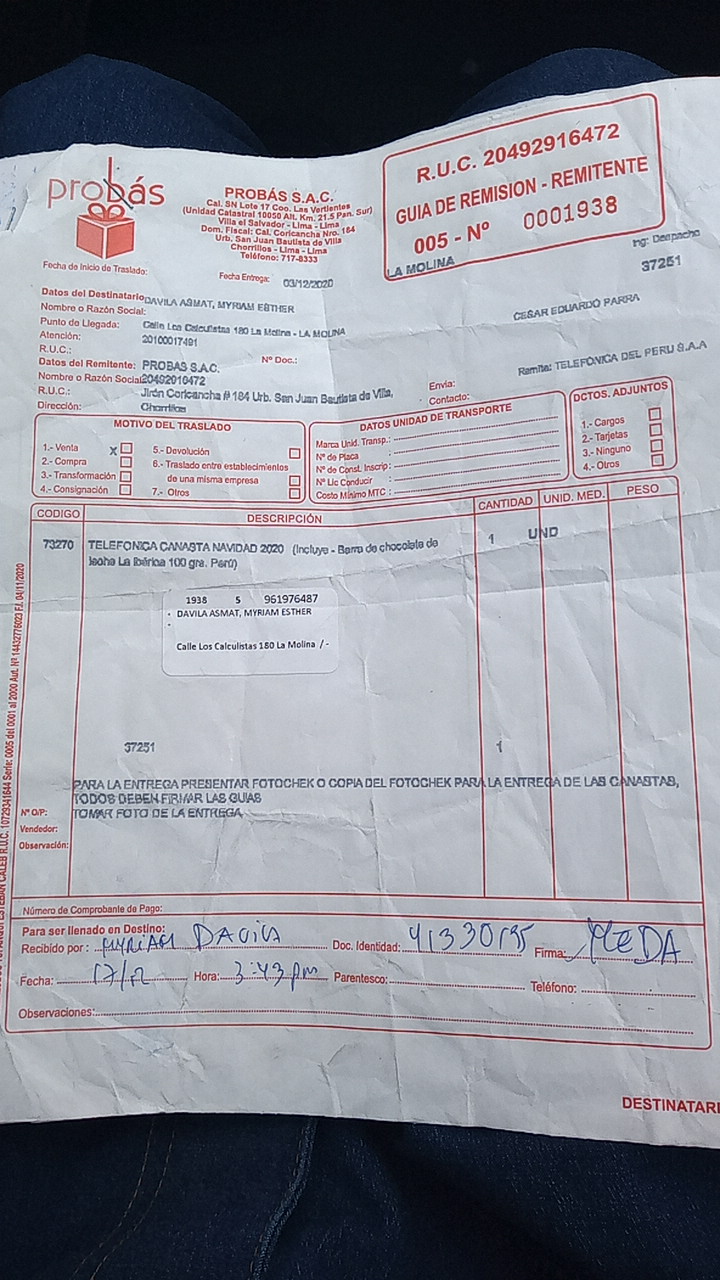 probás
PROBÁS S.A.C.
Cal. SN Lote 17 Coo. Las Vertientes
(Unidad Catastral 10050 Alt. Km. 21.5 Pan. Sur)
Villa el Salvador - Lima - Lima
Dom. Fiscal: Cal. Coricancha Nro. 184
Urb. San Juan Bautista de Villa
Chorrillos - Lima - Lima
Teléfono: 717-8333
R.U.C. 20492916472
GUIA DE REMISION - REMITENTE
005 - Nº 0001938
LA MOLINA
Ing: Despacho
37251
Fecha de Inicio de Traslado:
Fecha Entrega: 03/12/2020
Datos del Destinatario DAVILA ASMAT, MYRIAM ESTHER
Nombre o Razón Social:
CESAR EDUARDO PARRA
Punto de Llegada: Calle Los Calculistas 180 La Molina - LA MOLINA
Atención: 20100017491
R.U.C.:
Datos del Remitente: PROBAS S.A.C. Nº Doc.:
Remite: TELEFONICA DEL PERU S.A.A
Nombre o Razón Social: 20492916472
Envia:
R.U.C.: Jirón Coricancha # 184 Urb. San Juan Bautista de Villa, Contacto:
Dirección: Chorrillos
MOTIVO DEL TRASLADO
1.- Venta X
2.- Compra
3.- Transformación
4.- Consignación
5.- Devolución
6.- Traslado entre establecimientos
de una misma empresa
7.- Otros
DATOS UNIDAD DE TRANSPORTE
Marca Unid. Transp.:
Nº de Placa :
Nº de Const. Inscrip :
Nº Lic Conducir :
Costo Mínimo MTC :
DCTOS. ADJUNTOS
1.- Cargos
2.- Tarjetas
3.- Ninguno
4.- Otros
CODIGO DESCRIPCIÓN CANTIDAD UNID. MED. PESO
73270 TELEFONICA CANASTA NAVIDAD 2020 (Incluye - Barra de chocolate de 1 UND
leche La Ibérica 100 grs. Perú)
1938 5 961976487
- DAVILA ASMAT, MYRIAM ESTHER
-
Calle Los Calculistas 180 La Molina / -
37251 1
PARA LA ENTREGA PRESENTAR FOTOCHEK O COPIA DEL FOTOCHEK PARA LA ENTREGA DE LAS CANASTAS,
TODOS DEBEN FIRMAR LAS GUIAS
Nº O/P: TOMAR FOTO DE LA ENTREGA
Vendedor:
Observación:
Número de Comprobante de Pago:
Para ser llenado en Destino:
Recibido por: MYRIAM DAVILA Doc. Identidad: 41330195 Firma:
Fecha: 17/12 Hora: 3:43 pm Parentesco: Teléfono:
Observaciones:
DESTINATARI